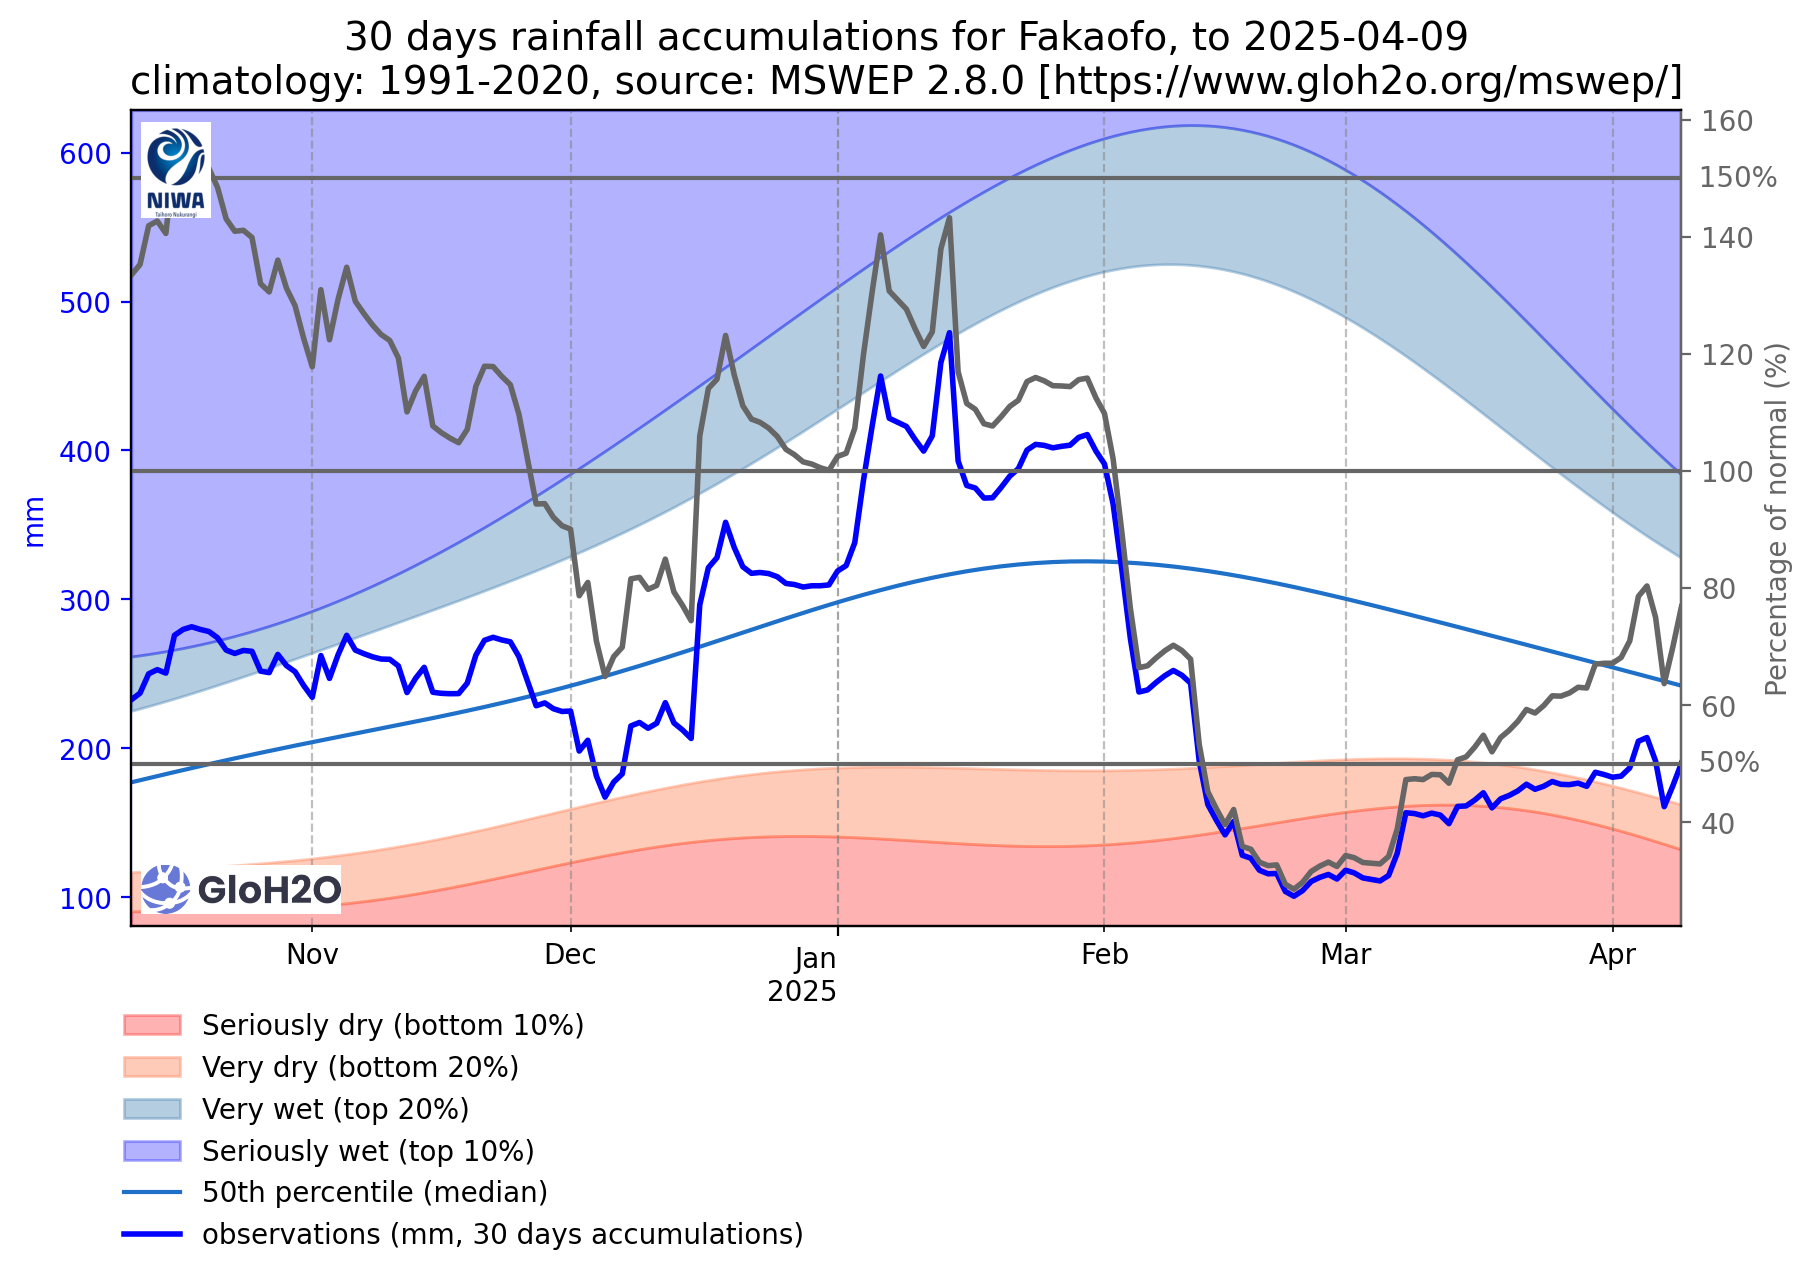 30 days rainfall accumulations for Fakaofo, to 2025-04-09
climatology: 1991-2020, source: MSWEP 2.8.0 [https://www.gloh2o.org/mswep/]
NIWA
Taihoro Nukurangi
600
500
400
300
200
100
mm
160
150%
140
120
100
80
60
50%
40
Percentage of normal (%)
GloH2O
Nov
Dec
Jan
2025
Feb
Mar
Apr
Seriously dry (bottom 10%)
Very dry (bottom 20%)
Very wet (top 20%)
Seriously wet (top 10%)
50th percentile (median)
observations (mm, 30 days accumulations)